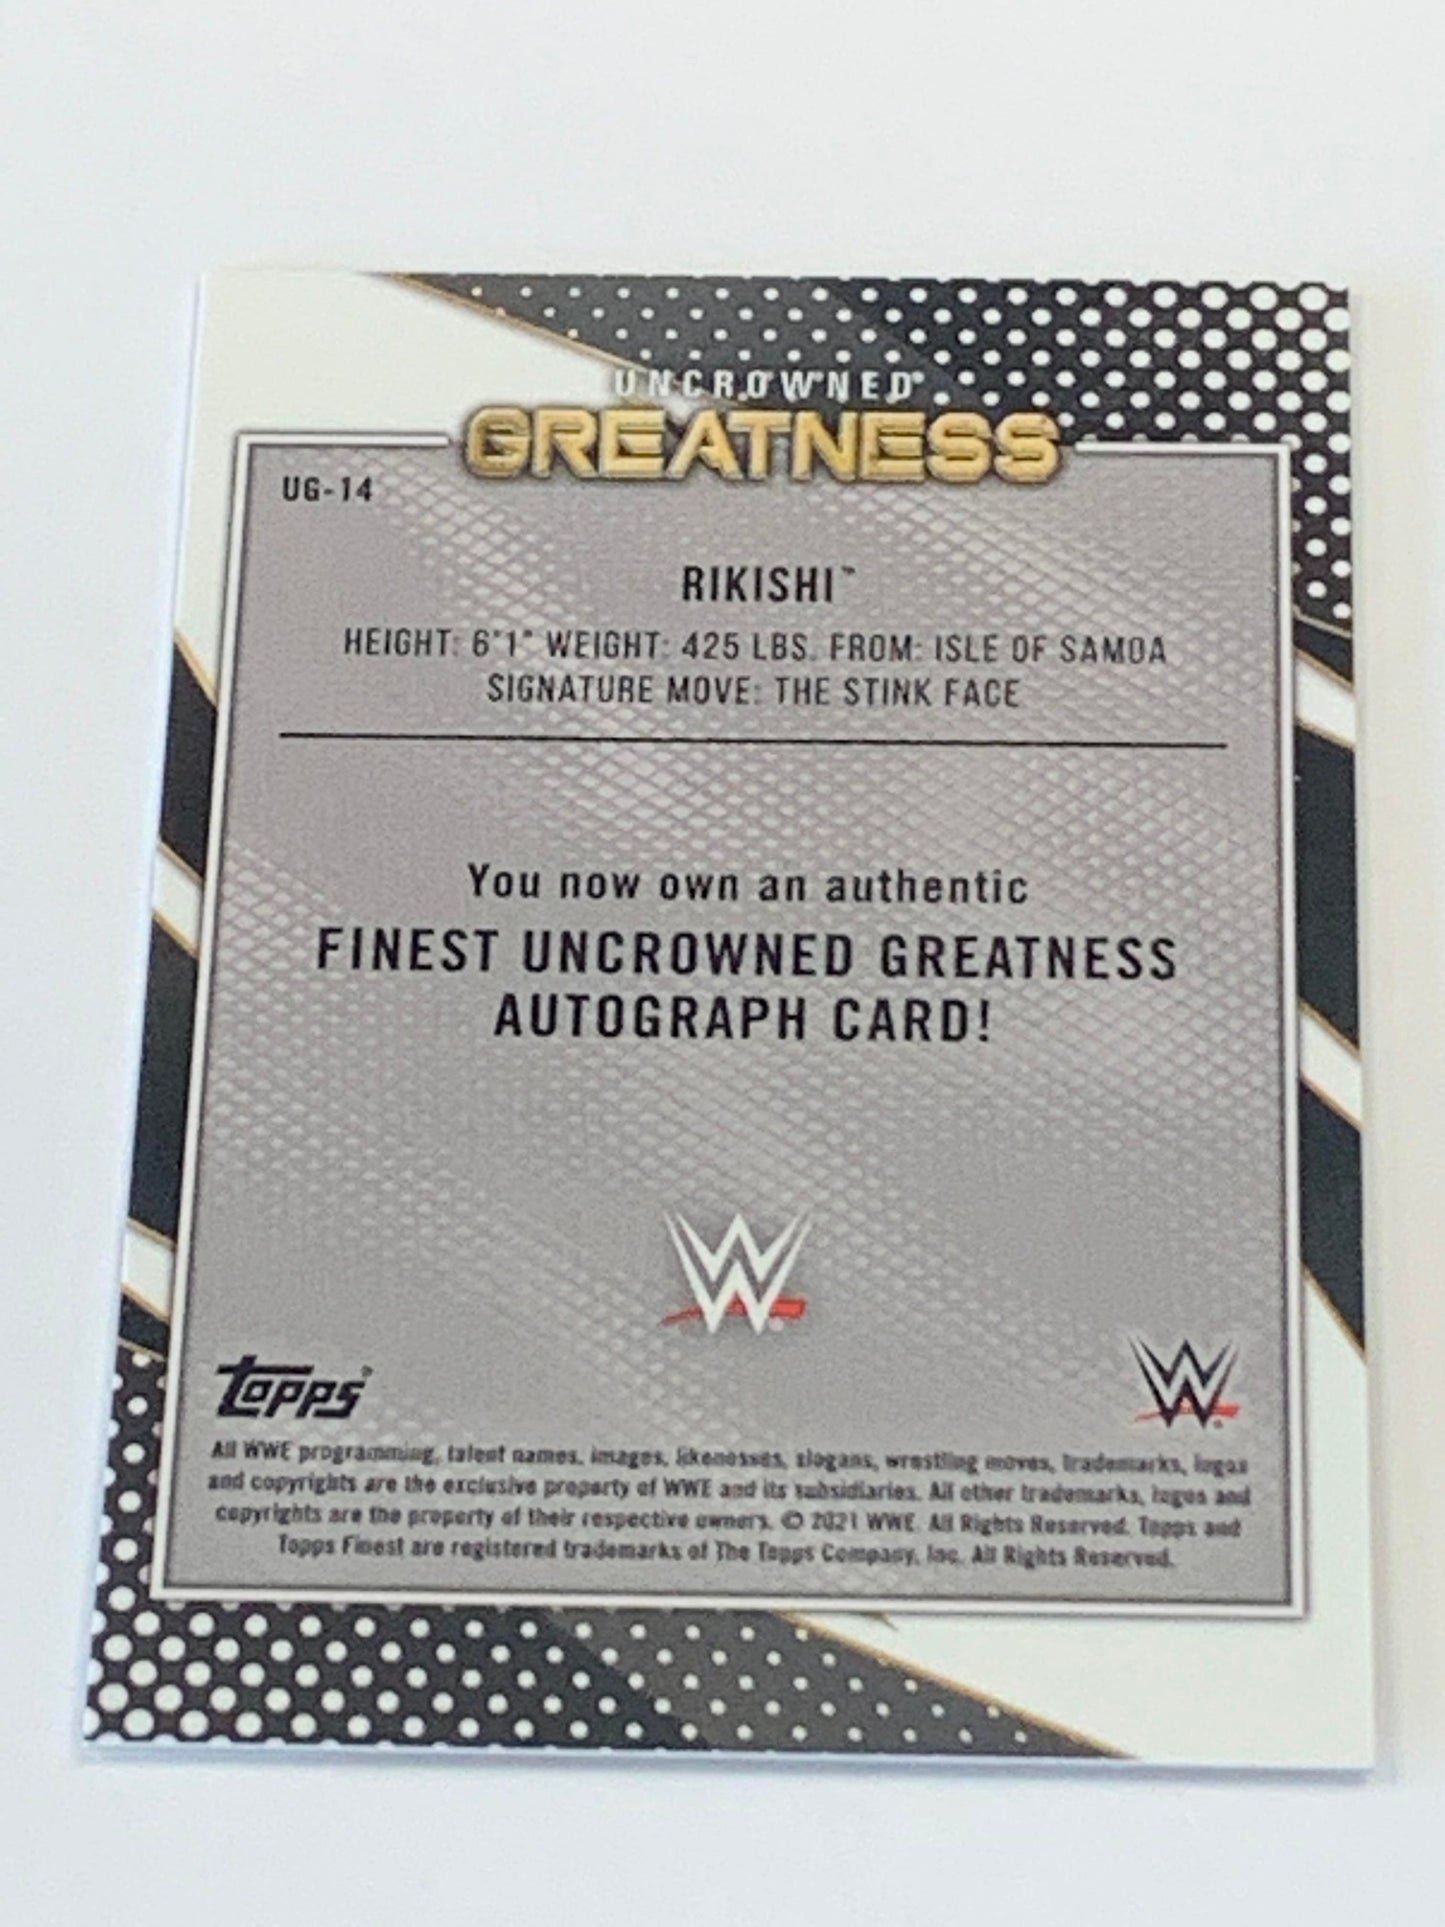 UNCROWNED
GREATNESS
UG-14
RIKISHI™
HEIGHT: 6'1" WEIGHT: 425 LBS. FROM: ISLE OF SAMOA
SIGNATURE MOVE: THE STINK FACE
You now own an authentic
FINEST UNCROWNED GREATNESS
AUTOGRAPH CARD!
W
topps®
W
All WWE programming, talent names, images, likenesses, slogans, wrestling moves, trademarks, logos
and copyrights are the exclusive property of WWE and its subsidiaries. All other trademarks, logos and
copyrights are the property of their respective owners. © 2021 WWE. All Rights Reserved. Topps and
Topps Finest are registered trademarks of The Topps Company, Inc. All Rights Reserved.